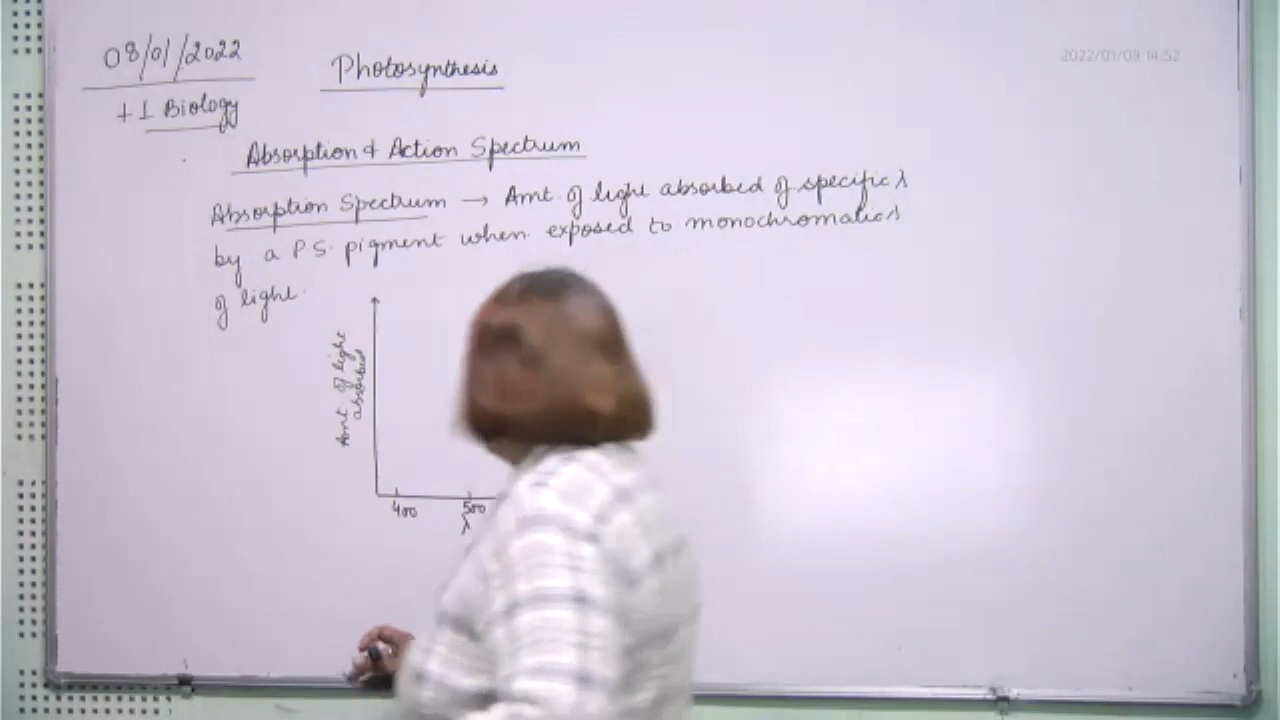 08/01/2022
Photosynthesis
2022/01/08 14:52
+1 Biology
Absorption & Action Spectrum
Absorption Spectrum → Amt. of light absorbed of specific λ
by a P.S. pigment when exposed to monochromatic λ
of light.
Amt. of light
absorbed
400 500
λ